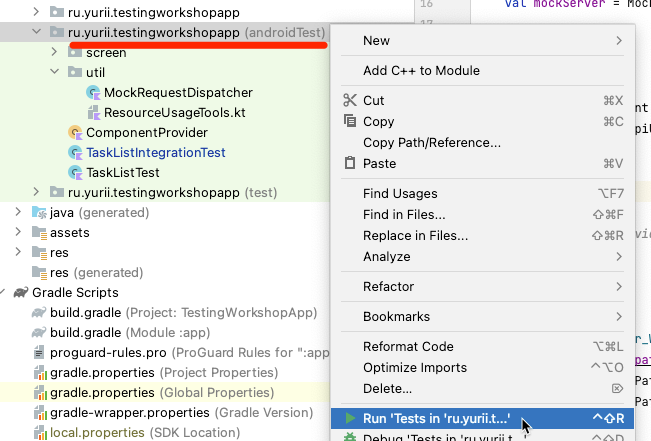 ru.yurii.testingworkshopapp
ru.yurii.testingworkshopapp (androidTest)
screen
util
MockRequestDispatcher
ResourceUsageTools.kt
ComponentProvider
TaskListIntegrationTest
TaskListTest
ru.yurii.testingworkshopapp (test)
java (generated)
assets
res
res (generated)
Gradle Scripts
build.gradle (Project: TestingWorkshopApp)
build.gradle (Module :app)
proguard-rules.pro (ProGuard Rules for ":app
gradle.properties (Project Properties)
gradle.properties (Global Properties)
gradle-wrapper.properties (Gradle Version)
local.properties (SDK Location)
16
val mockServer = Mock
New
Add C++ to Module
Cut ⌘X
Copy ⌘C
Copy Path/Reference...
Paste ⌘V
Find Usages ⌥F7
Find in Files... ⇧⌘F
Replace in Files... ⇧⌘R
Analyze
Refactor
Bookmarks
Reformat Code ⌥⌘L
Optimize Imports ⌃⌥O
Delete... ⌦
Run 'Tests in 'ru.yurii.t...' ⌃⇧R
Debug 'Tests in 'ru.yurii.t...' ⌃⇧D